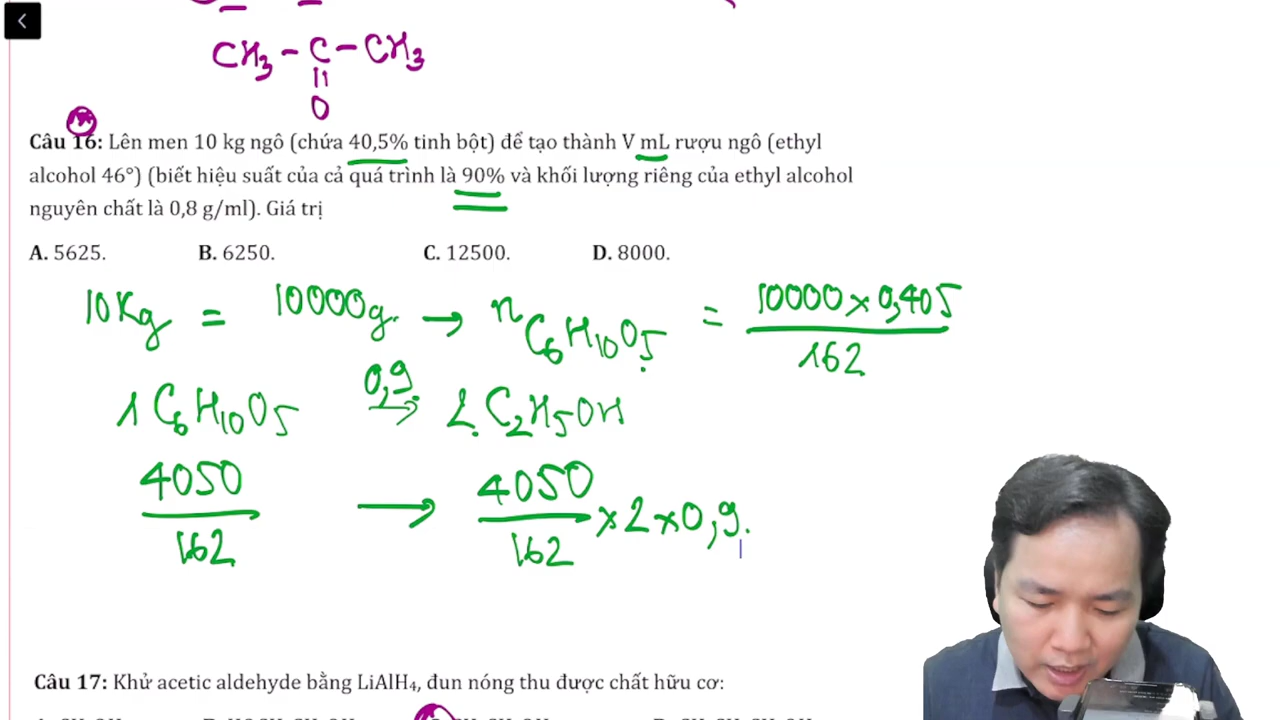 CH3 - C - CH3
||
O
Câu 16: Lên men 10 kg ngô (chứa 40,5% tinh bột) để tạo thành V mL rượu ngô (ethyl
alcohol 46°) (biết hiệu suất của cả quá trình là 90% và khối lượng riêng của ethyl alcohol
nguyên chất là 0,8 g/ml). Giá trị
A. 5625. B. 6250. C. 12500. D. 8000.
10Kg = 10000g. → n C6H10O5 = 10000 × 0,405 / 162
1 C6H10O5 0,9 → 2. C2H5OH
4050 / 162 → 4050 / 162 × 2 × 0,9.
Câu 17: Khử acetic aldehyde bằng LiAlH4, đun nóng thu được chất hữu cơ: